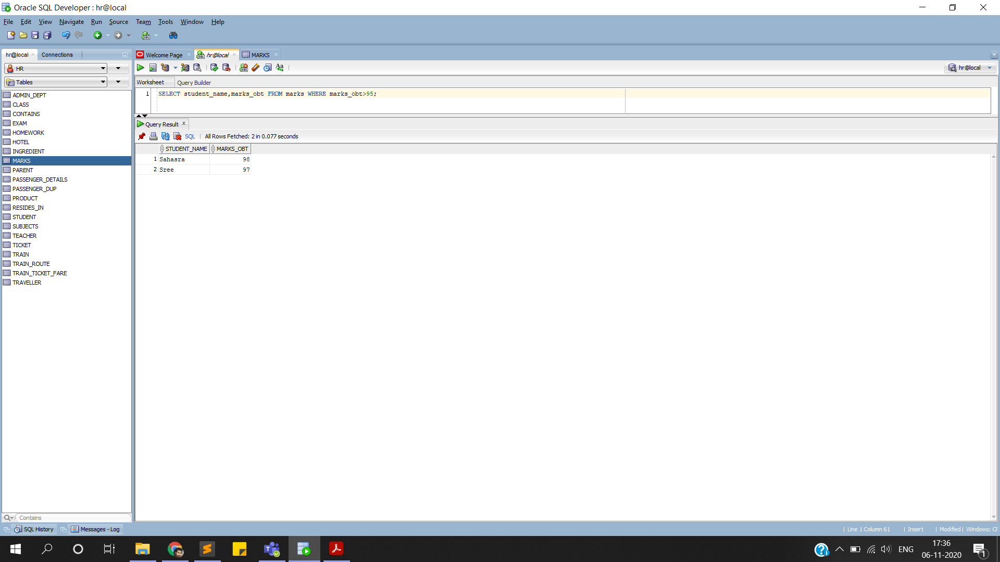 Oracle SQL Developer : hr@local
File Edit View Navigate Run Source Team Tools Window Help
hr@local Connections
Welcome Page hr@local MARKS
HR
hr@local
Tables
Worksheet Query Builder
1 SELECT student_name,marks_obt FROM marks WHERE marks_obt>95;
Query Result
SQL All Rows Fetched: 2 in 0.077 seconds
STUDENT_NAME MARKS_OBT
1 Sahasra 98
2 Sree 97
ADMIN_DEPT
CLASS
CONTAINS
EXAM
HOMEWORK
HOTEL
INGREDIENT
MARKS
PARENT
PASSENGER_DETAILS
PASSENGER_DUP
PRODUCT
RESIDES_IN
STUDENT
SUBJECTS
TEACHER
TICKET
TRAIN
TRAIN_ROUTE
TRAIN_TICKET_FARE
TRAVELLER
Contains
SQL History Messages - Log
Line 1 Column 61 Insert Modified Windows:
ENG
17:36
06-11-2020
1